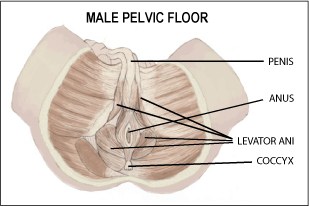 MALE PELVIC FLOOR
PENIS
ANUS
LEVATOR ANI
COCCYX